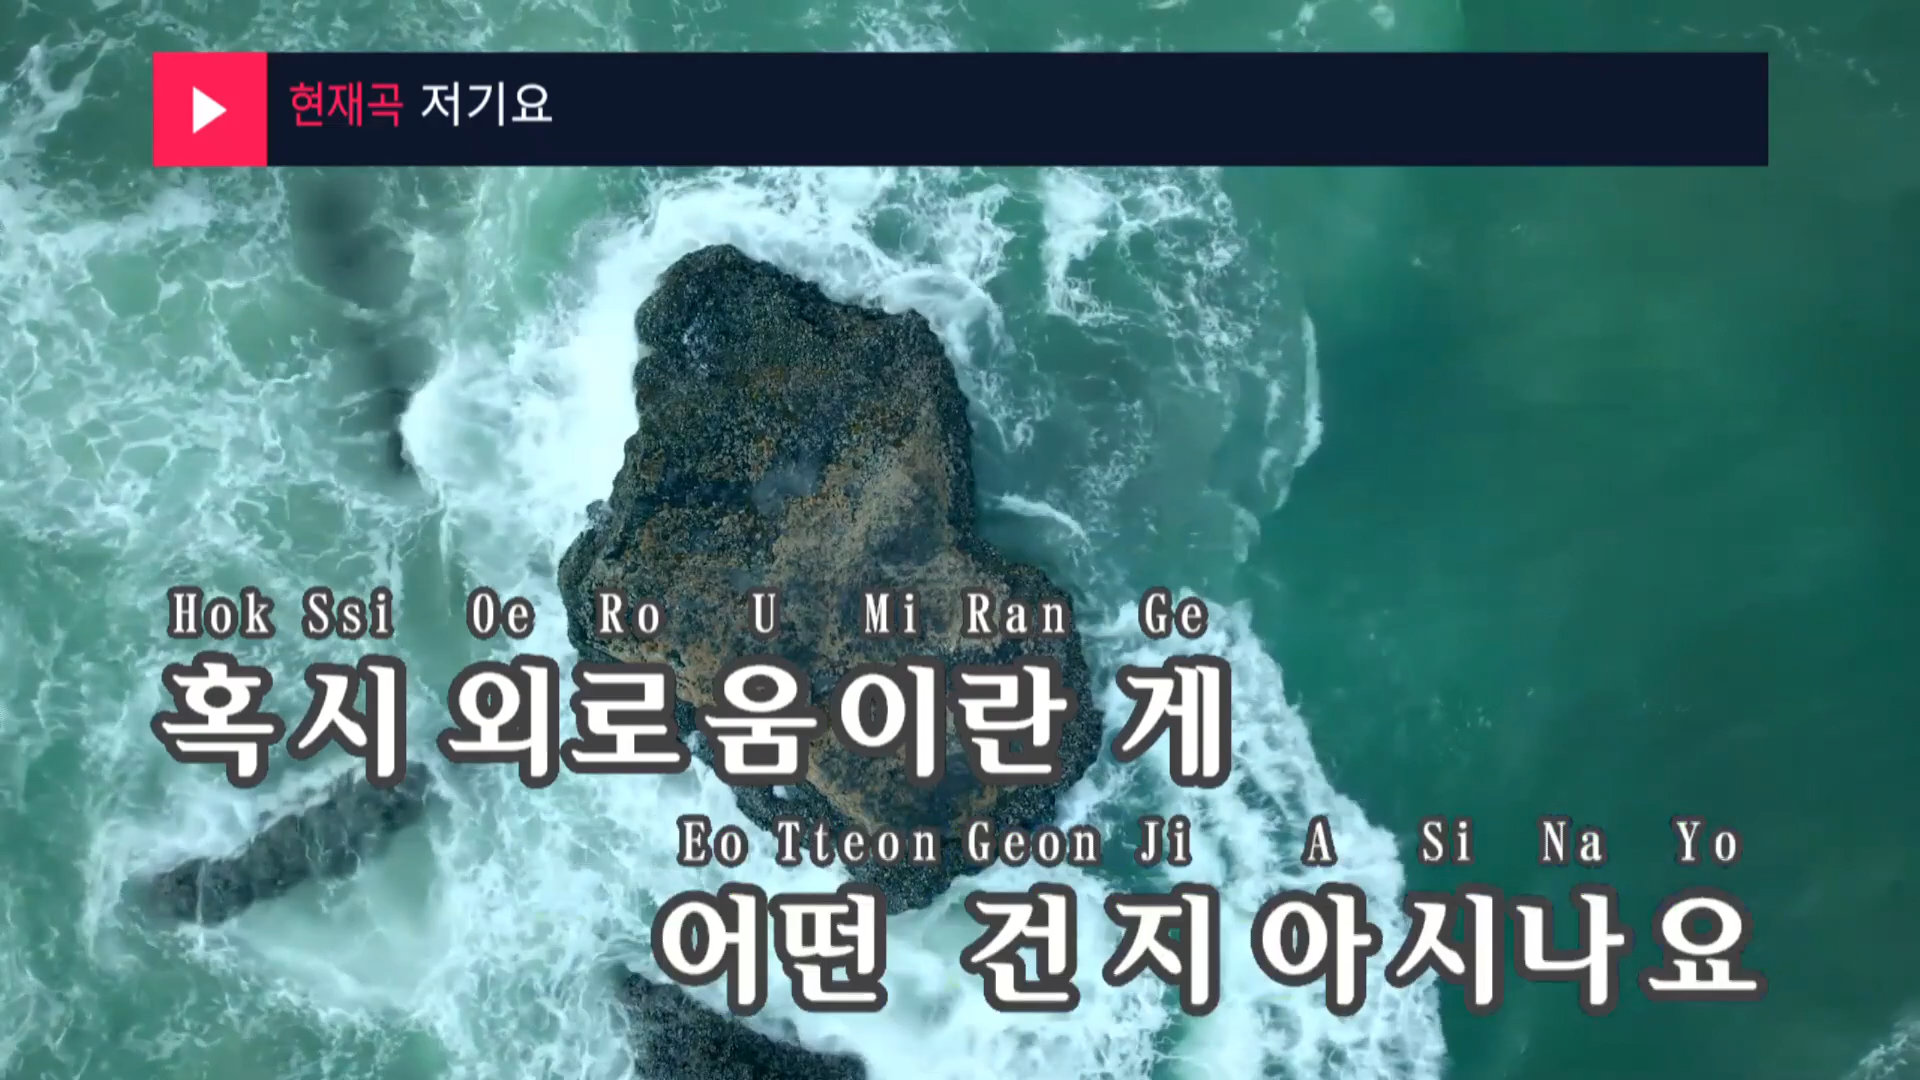 현재곡 저기요
Hok Ssi Oe Ro U Mi Ran Ge
혹시 외로움이란 게
Eo Tteon Geon Ji A Si Na Yo
어떤 건지 아시나요